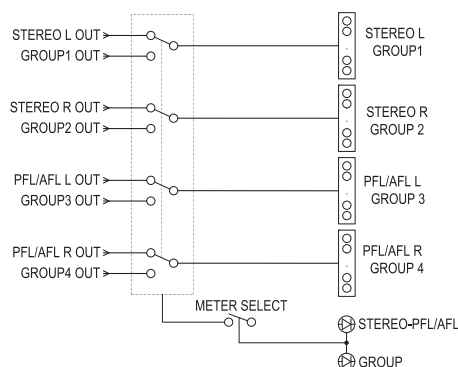 STEREO L OUT
GROUP1 OUT
STEREO L
GROUP1
STEREO R OUT
GROUP2 OUT
STEREO R
GROUP 2
PFL/AFL L OUT
GROUP3 OUT
PFL/AFL L
GROUP 3
PFL/AFL R OUT
GROUP4 OUT
PFL/AFL R
GROUP 4
METER SELECT
STEREO-PFL/AFL
GROUP